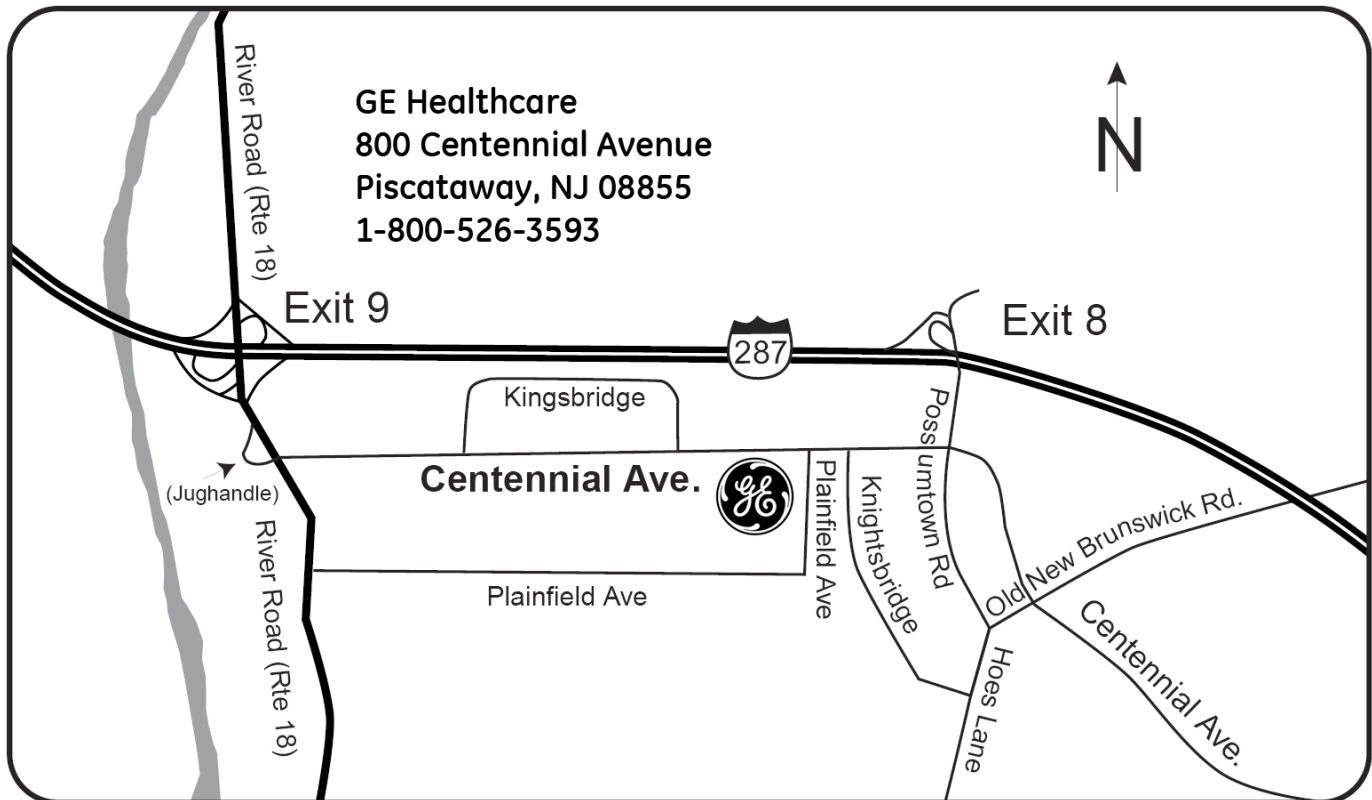 River Road (Rte 18)
GE Healthcare
800 Centennial Avenue
Piscataway, NJ 08855
1-800-526-3593
N
Exit 9
Exit 8
287
Kingsbridge
Possumtown Rd
Centennial Ave.
GE
Plainfield Ave
Knightsbridge
(Jughandle)
Old New Brunswick Rd.
River Road (Rte 18)
Plainfield Ave
Centennial Ave.
Hoes Lane